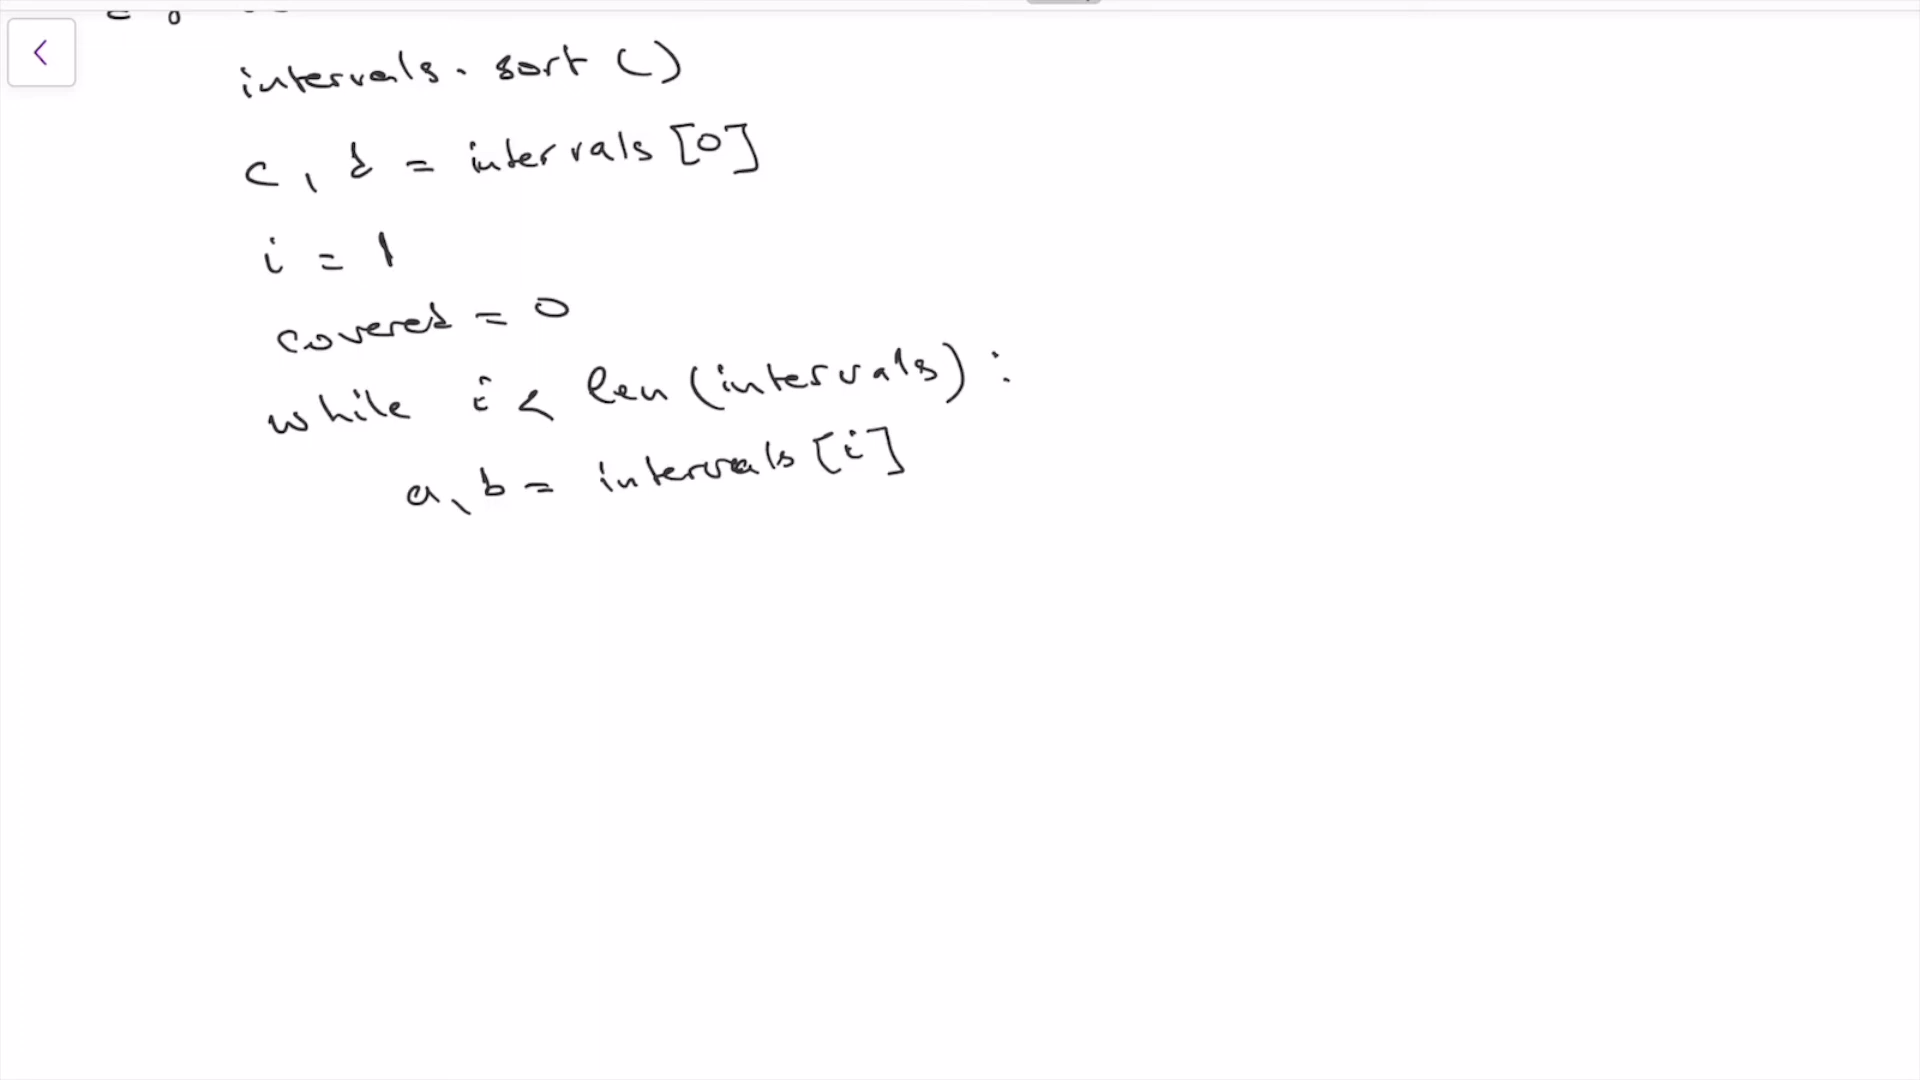 intervals.sort()
c, d = intervals[0]
i = 1
covered = 0
while i < len(intervals):
a, b = intervals[i]